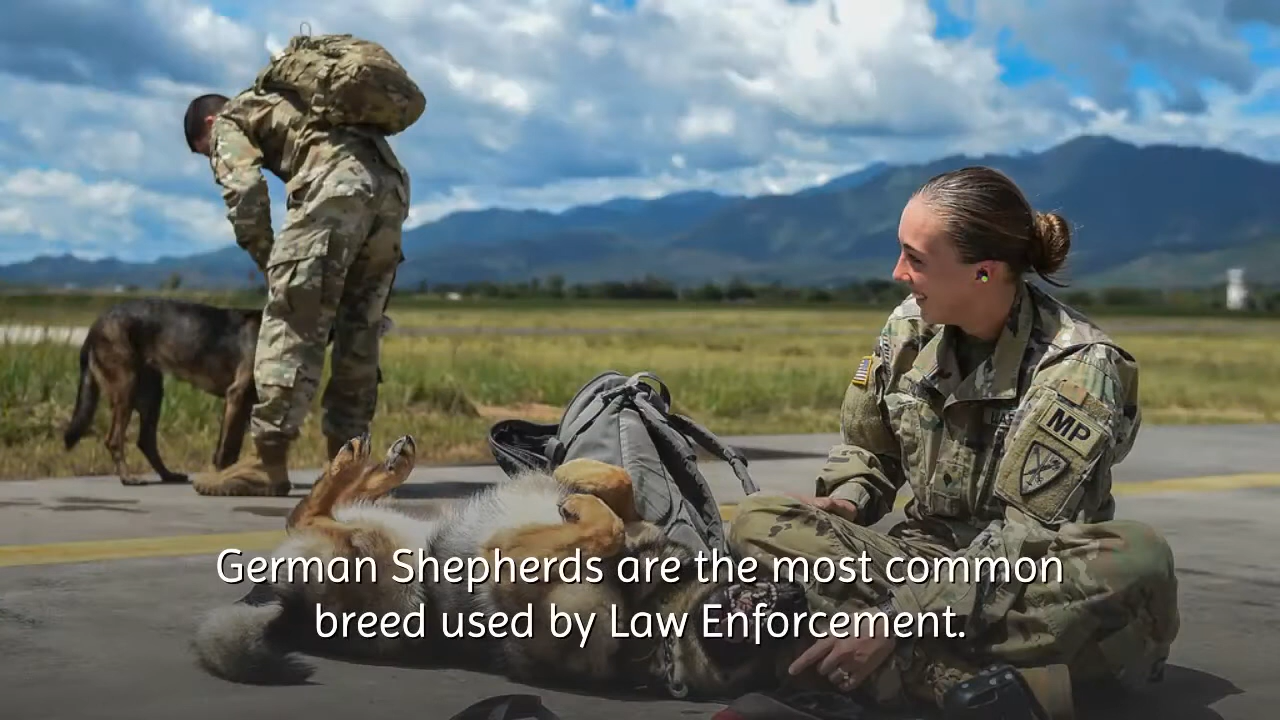 MP
German Shepherds are the most common
breed used by Law Enforcement.